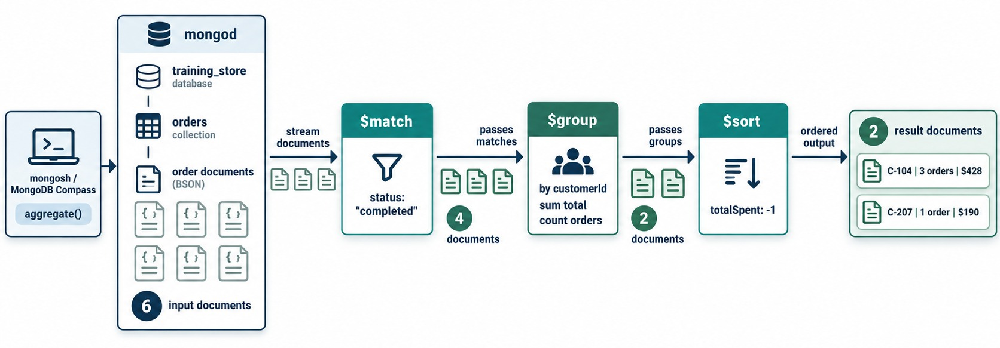 mongosh /
MongoDB Compass
aggregate()
mongod
training_store
database
orders
collection
order documents
(BSON)
{ }
{ }
{ }
{ }
{ }
{ }
6
input documents
stream
documents
$match
status:
"completed"
passes
matches
4
documents
$group
by customerId
sum total
count orders
passes
groups
2
documents
$sort
totalSpent: -1
ordered
output
2 result documents
C-104 | 3 orders | $428
C-207 | 1 order | $190